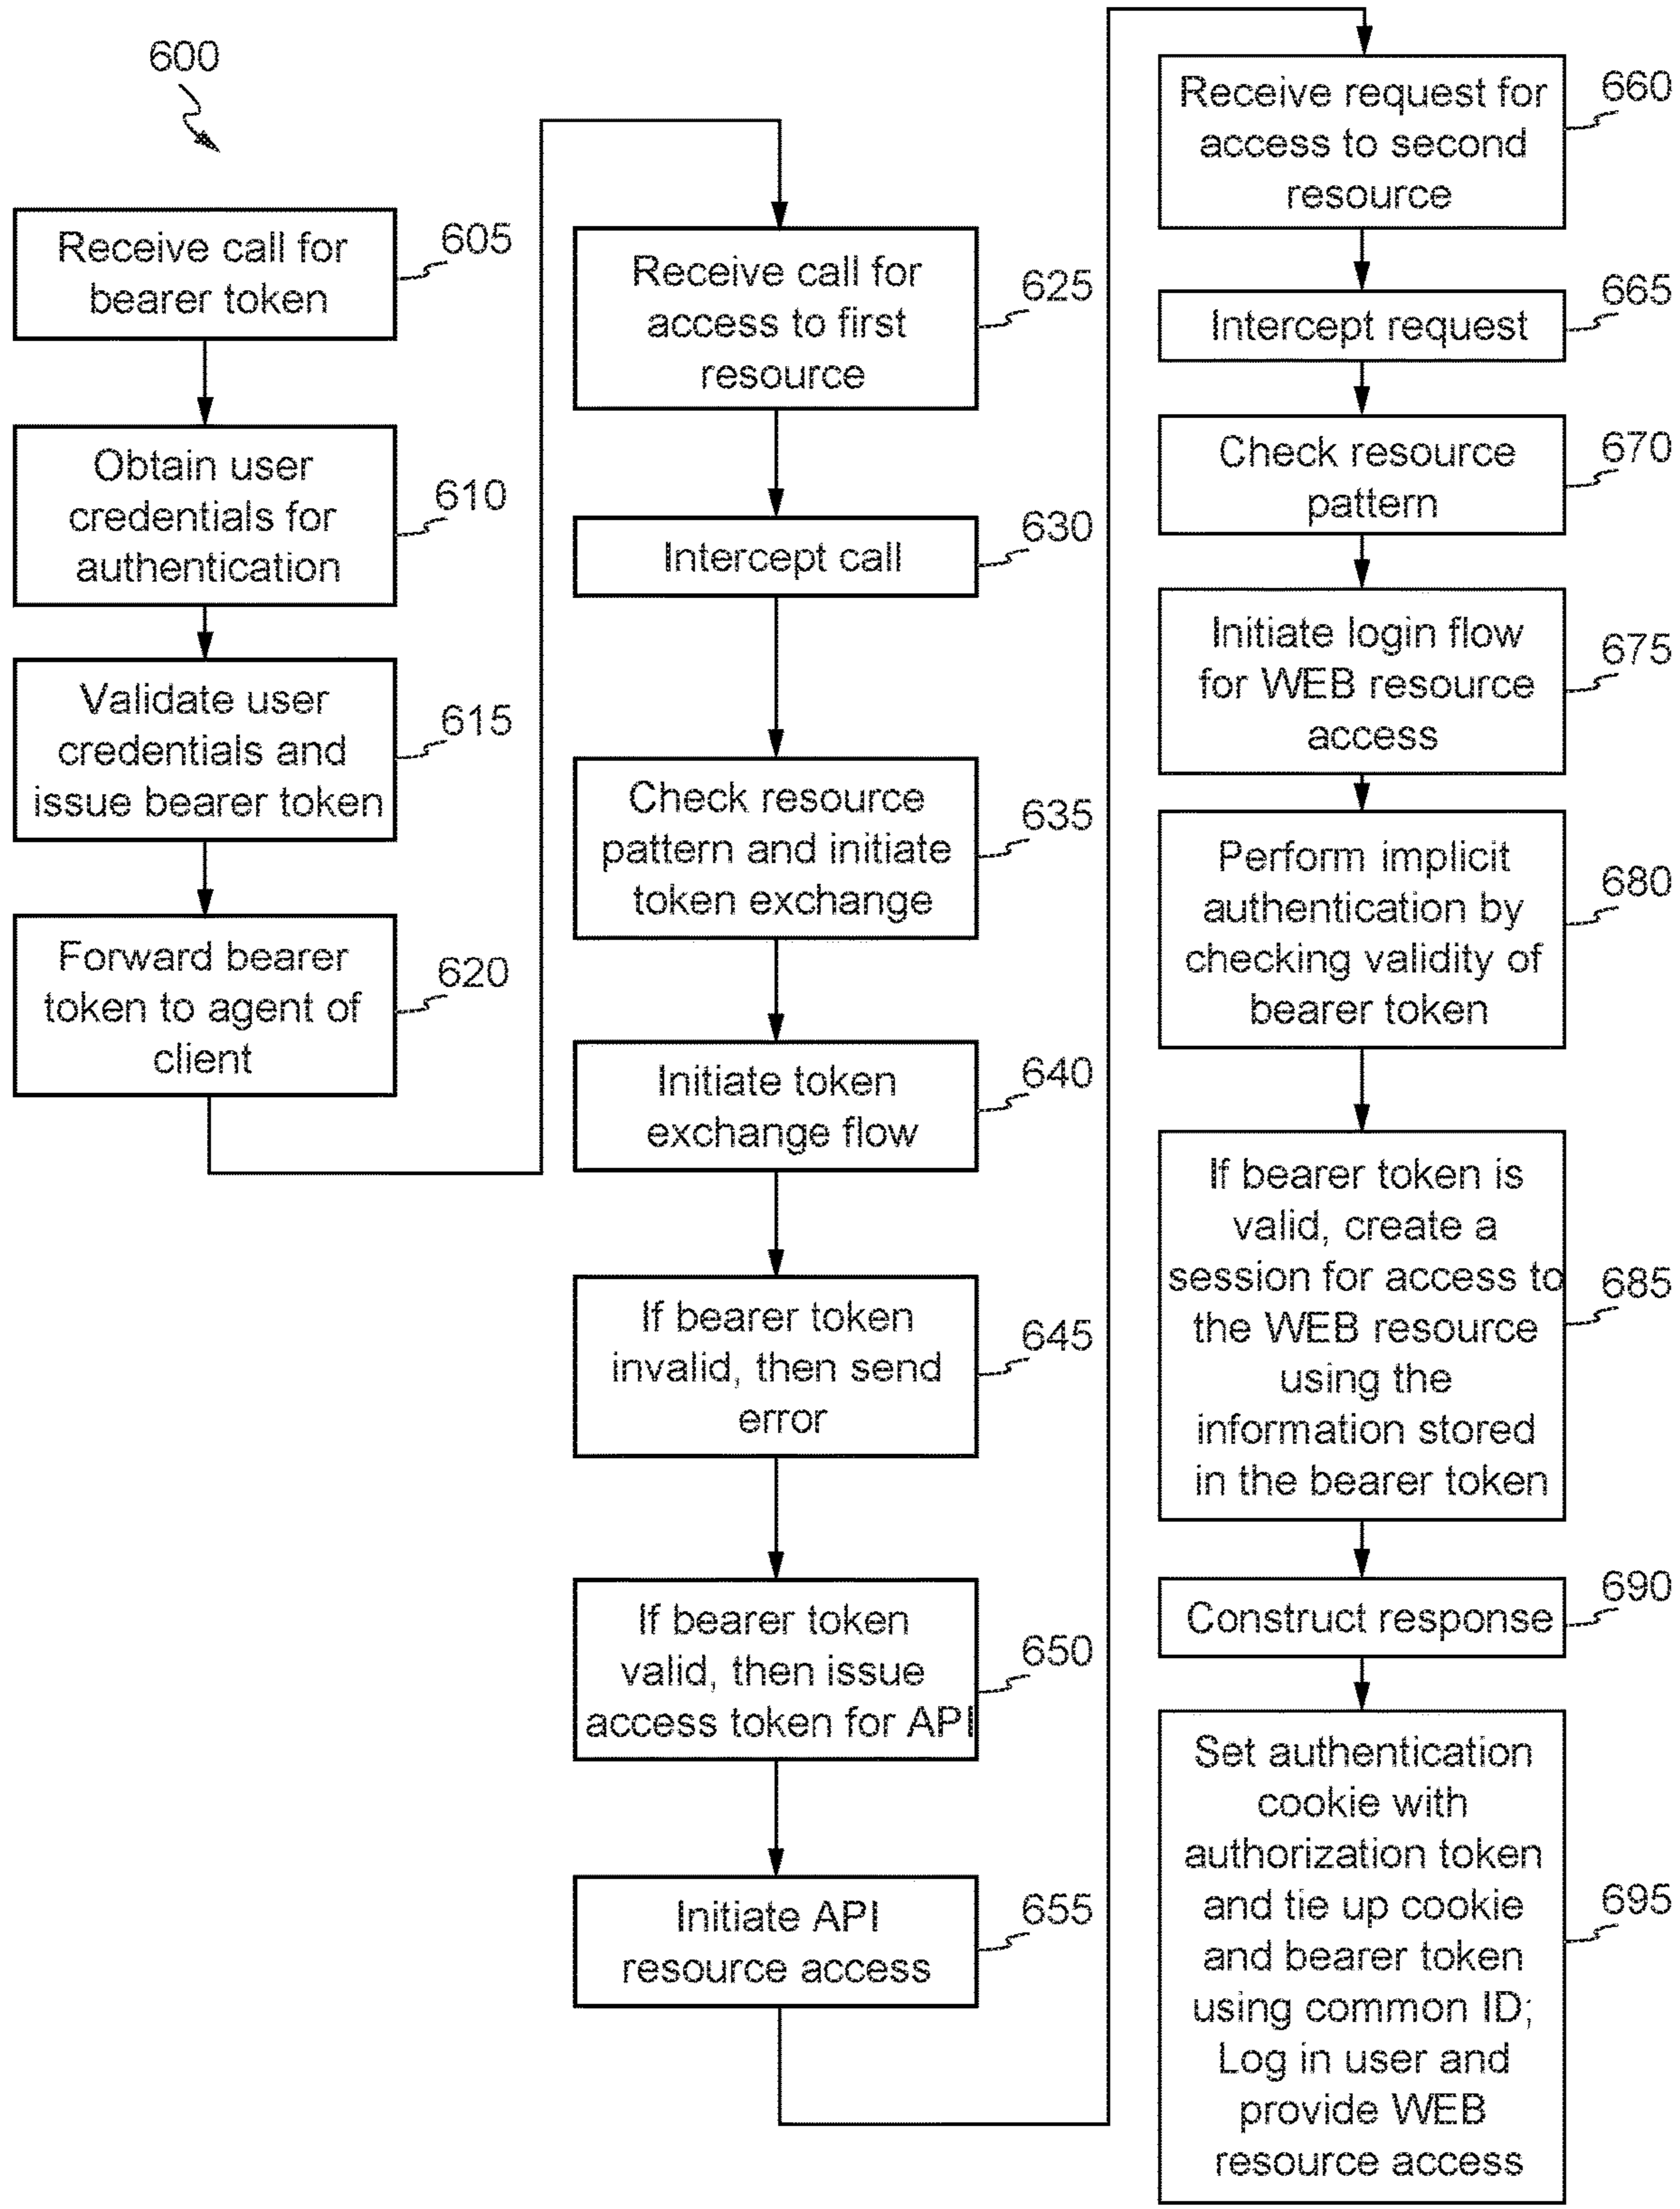 600
Receive call for
bearer token
605
Obtain user
credentials for
authentication
610
Validate user
credentials and
issue bearer token
615
Forward bearer
token to agent of
client
620
Receive call for
access to first
resource
625
Intercept call
630
Check resource
pattern and initiate
token exchange
635
Initiate token
exchange flow
640
If bearer token
invalid, then send
error
645
If bearer token
valid, then issue
access token for API
650
Initiate API
resource access
655
Receive request for
access to second
resource
660
Intercept request
665
Check resource
pattern
670
Initiate login flow
for WEB resource
access
675
Perform implicit
authentication by
checking validity of
bearer token
680
If bearer token is
valid, create a
session for access to
the WEB resource
using the
information stored
in the bearer token
685
Construct response
690
Set authentication
cookie with
authorization token
and tie up cookie
and bearer token
using common ID;
Log in user and
provide WEB
resource access
695